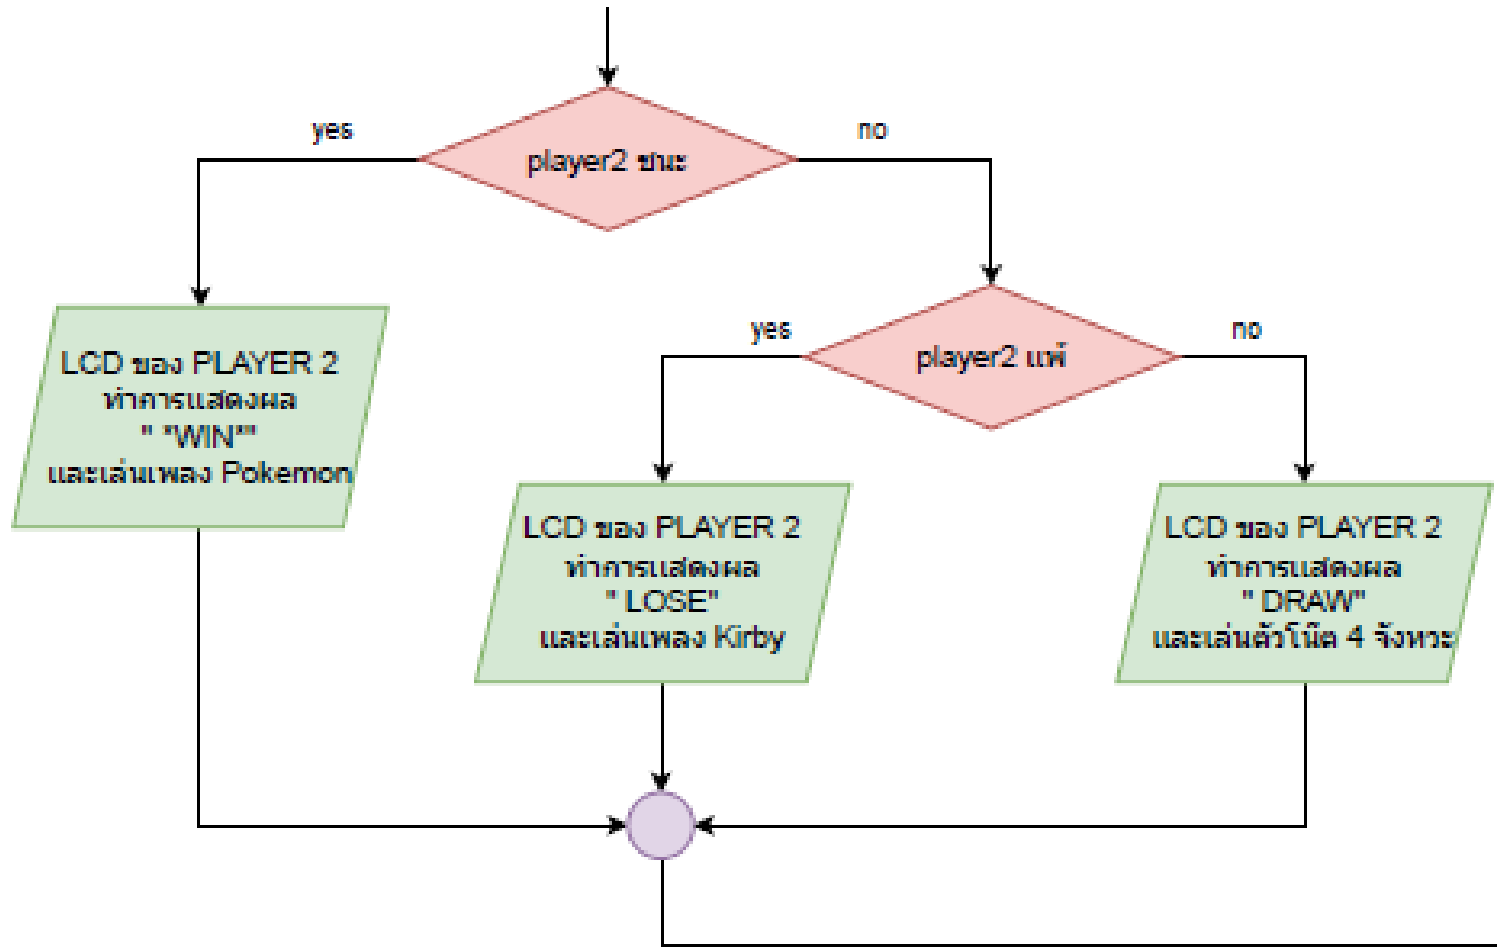 yes
no
player2 ชนะ
LCD ของ PLAYER 2
ทำการแสดงผล
" "WIN""
และเล่นเพลง Pokemon
yes
no
player2 แพ้
LCD ของ PLAYER 2
ทำการแสดงผล
" LOSE"
และเล่นเพลง Kirby
LCD ของ PLAYER 2
ทำการแสดงผล
" DRAW"
และเล่นตัวโน๊ต 4 จังหวะ